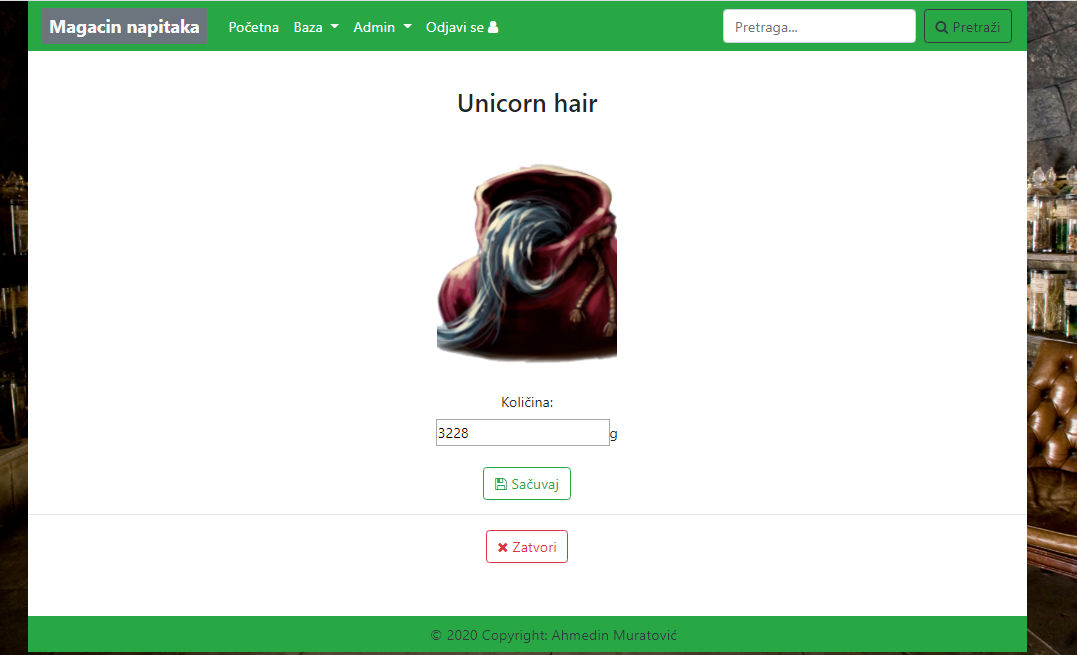 Magacin napitaka
Početna
Baza
Admin
Odjavi se
Pretraga...
Pretraži
Unicorn hair
Količina:
3228 g
Sačuvaj
Zatvori
© 2020 Copyright: Ahmedin Muratović